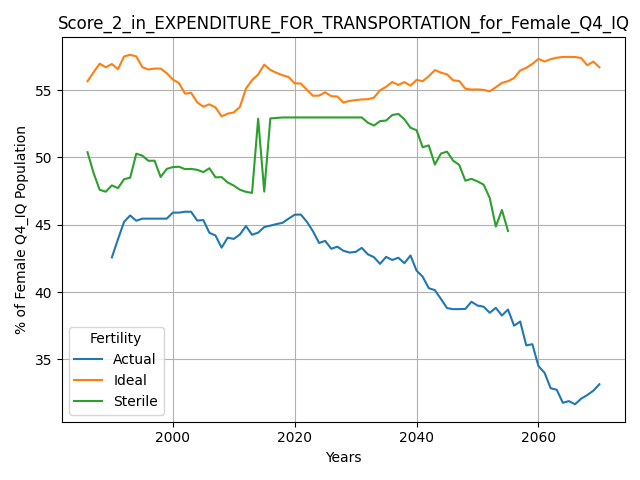 Score_2_in_EXPENDITURE_FOR_TRANSPORTATION_for_Female_Q4_IQ
% of Female Q4_IQ Population
55
50
45
40
35
Fertility
Actual
Ideal
Sterile
2000 2020 2040 2060
Years